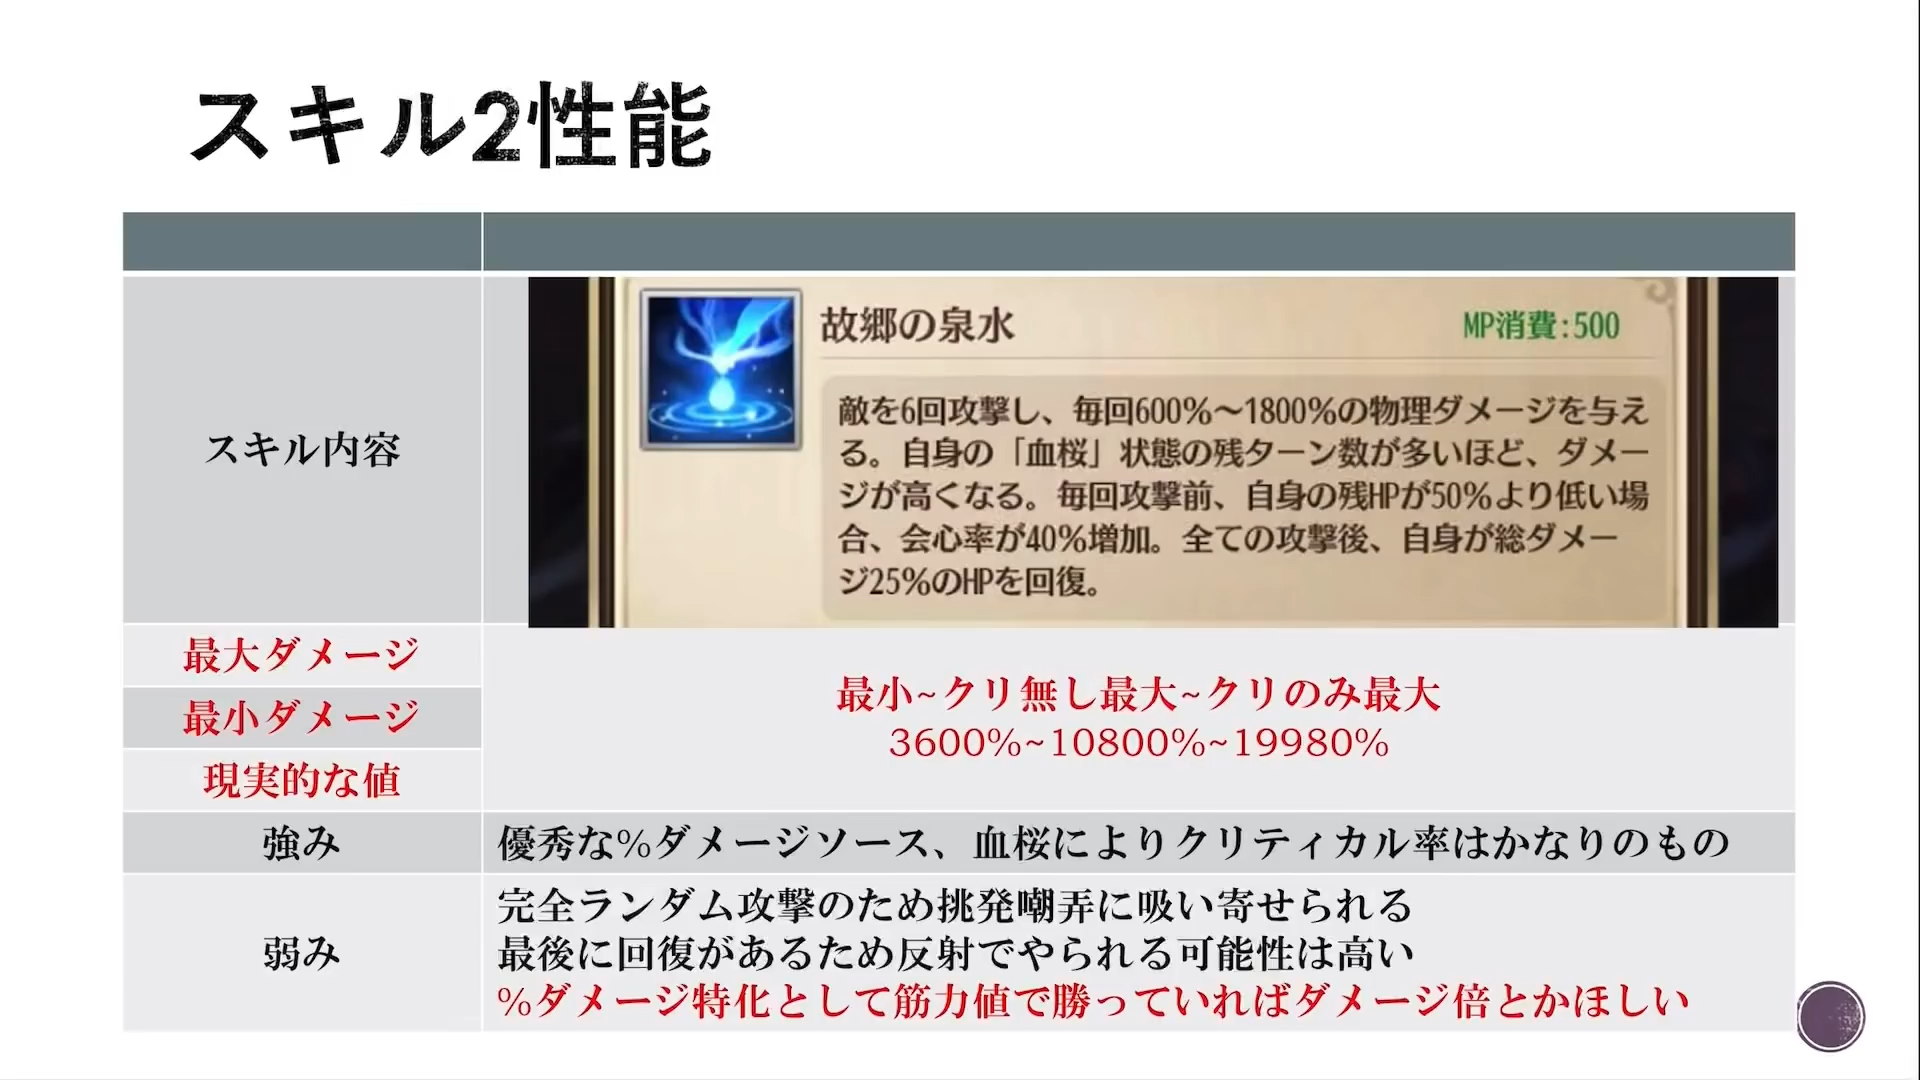 スキル2性能
スキル内容
故郷の泉水
MP消費:500
敵を6回攻撃し、毎回600%～1800%の物理ダメージを与え
る。自身の「血桜」状態の残ターン数が多いほど、ダメー
ジが高くなる。毎回攻撃前、自身の残HPが50%より低い場
合、会心率が40%増加。全ての攻撃後、自身が総ダメー
ジ25%のHPを回復。
最大ダメージ
最小ダメージ
現実的な値
最小~クリ無し最大~クリのみ最大
3600%~10800%~19980%
強み
優秀な%ダメージソース、血桜によりクリティカル率はかなりのもの
弱み
完全ランダム攻撃のため挑発嘲弄に吸い寄せられる
最後に回復があるため反射でやられる可能性は高い
%ダメージ特化として筋力値で勝っていればダメージ倍とかほしい